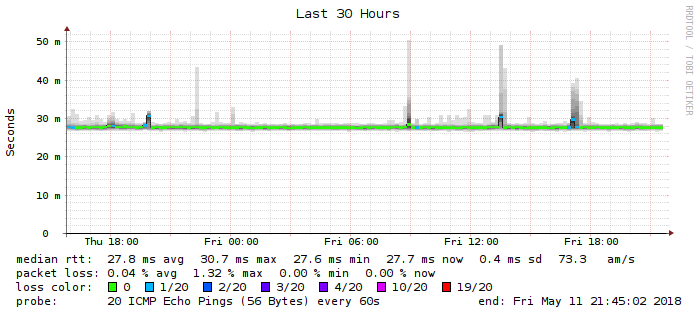 Last 30 Hours
RRDTOOL / TOBI OETIKER
Seconds
50 m
40 m
30 m
20 m
10 m
0
Thu 18:00 Fri 00:00 Fri 06:00 Fri 12:00 Fri 18:00
median rtt: 27.8 ms avg 30.7 ms max 27.6 ms min 27.7 ms now 0.4 ms sd 73.3 am/s
packet loss: 0.04 % avg 1.32 % max 0.00 % min 0.00 % now
loss color: 0 1/20 2/20 3/20 4/20 10/20 19/20
probe: 20 ICMP Echo Pings (56 Bytes) every 60s end: Fri May 11 21:45:02 2018